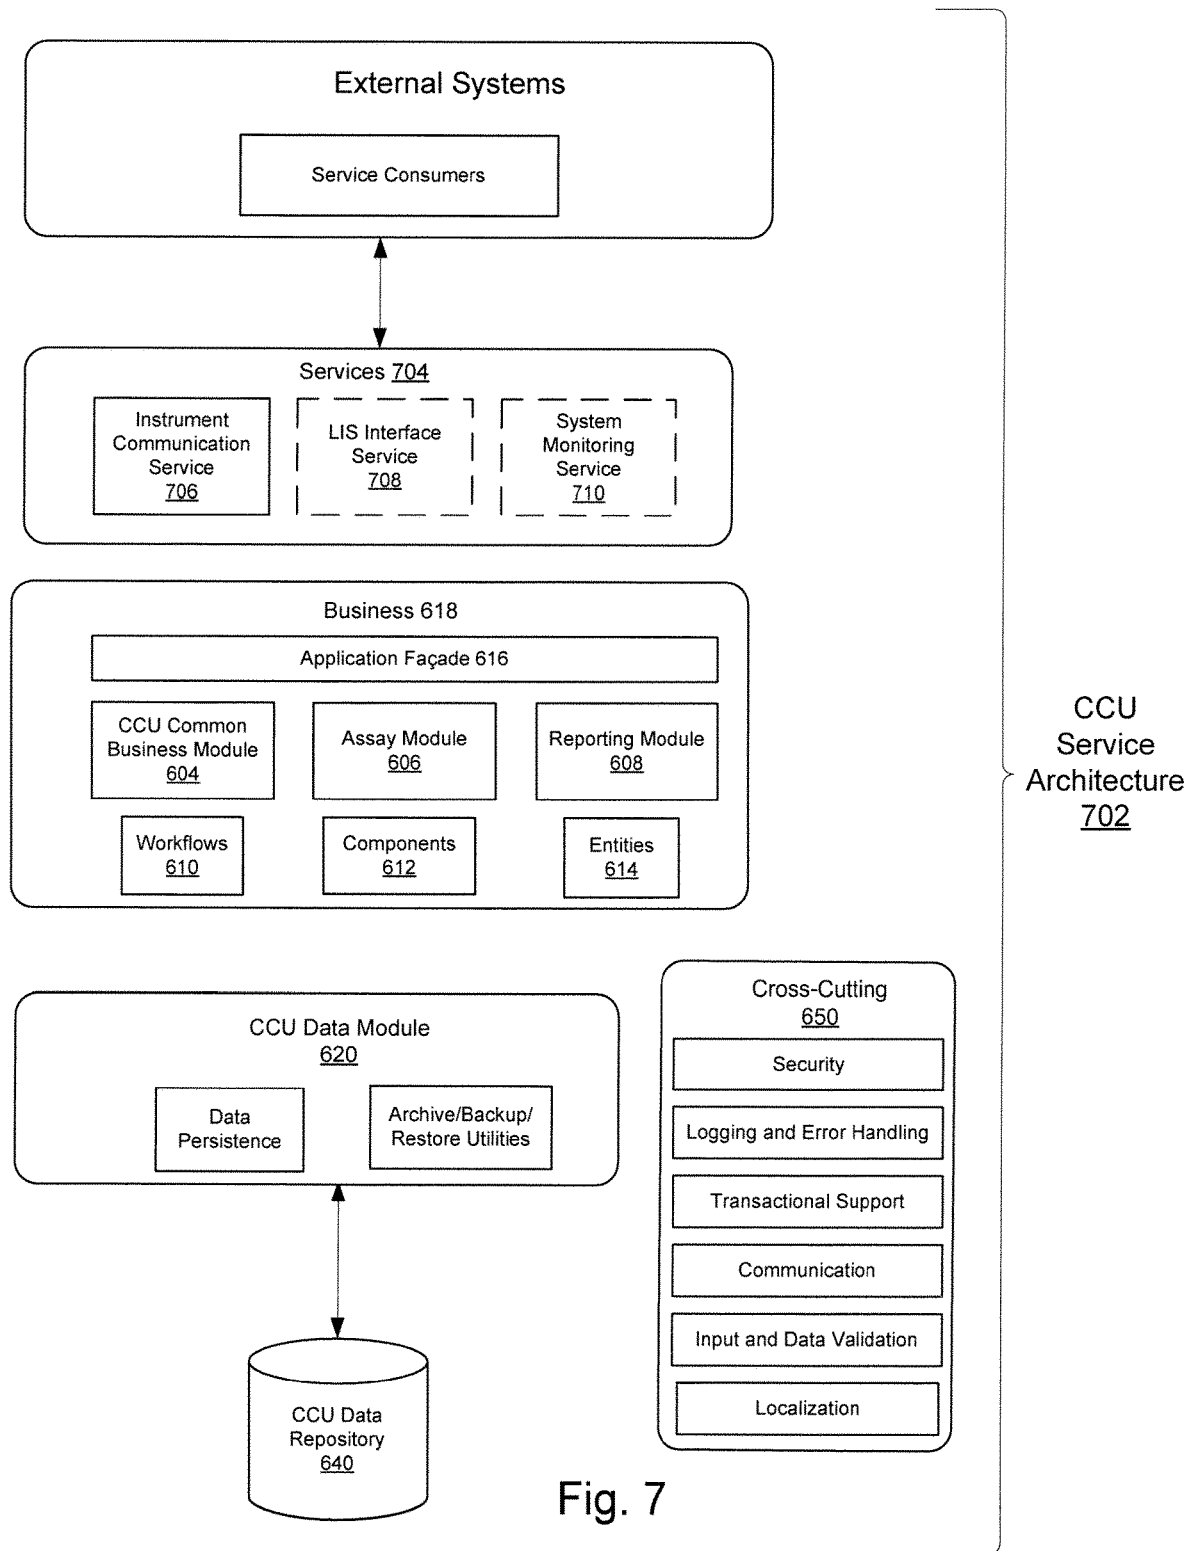 External Systems
Service Consumers
Services 704
Instrument
Communication
Service
706
LIS Interface
Service
708
System
Monitoring
Service
710
Business 618
Application Façade 616
CCU Common
Business Module
604
Assay Module
606
Reporting Module
608
Workflows
610
Components
612
Entities
614
CCU
Service
Architecture
702
CCU Data Module
620
Data
Persistence
Archive/Backup/
Restore Utilities
Cross-Cutting
650
Security
Logging and Error Handling
Transactional Support
Communication
Input and Data Validation
Localization
CCU Data
Repository
640
Fig. 7